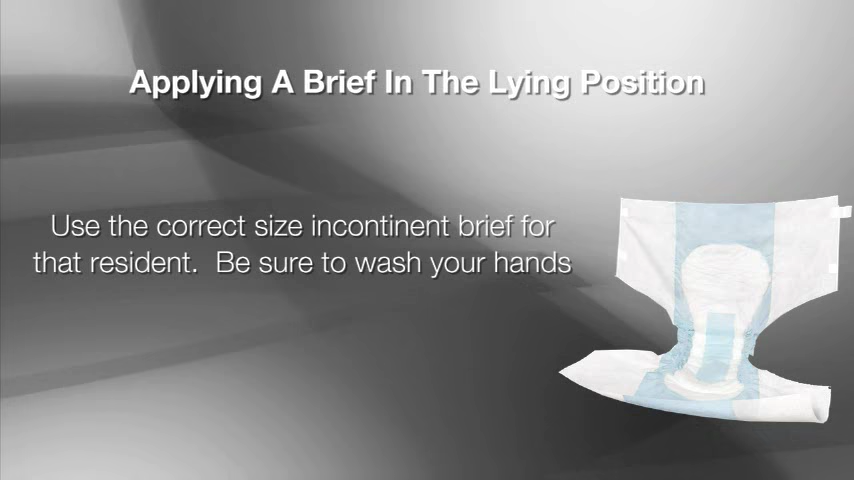 Applying A Brief In The Lying Position
Use the correct size incontinent brief for
that resident.  Be sure to wash your hands